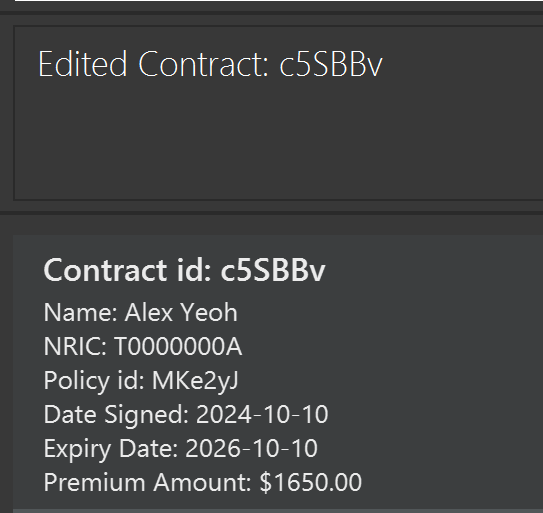 Edited Contract: c5SBBv
Contract id: c5SBBv
Name: Alex Yeoh
NRIC: T0000000A
Policy id: MKe2yJ
Date Signed: 2024-10-10
Expiry Date: 2026-10-10
Premium Amount: $1650.00